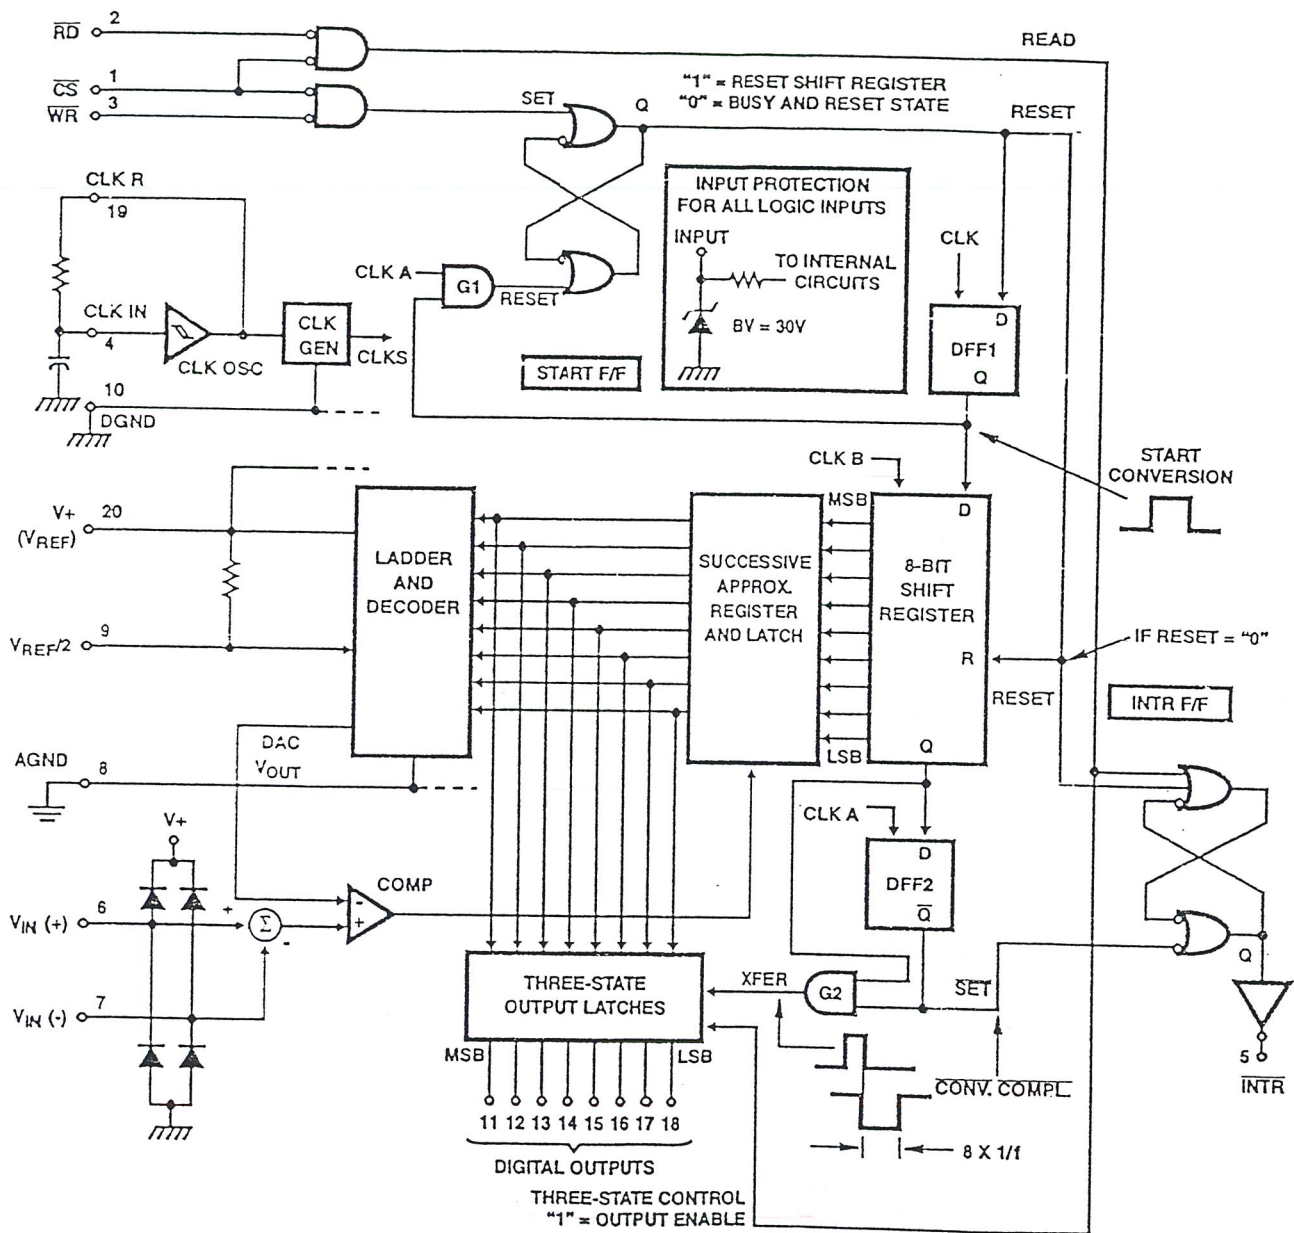 RD
2
READ
CS
1
WR
3
"1" = RESET SHIFT REGISTER
"0" = BUSY AND RESET STATE
SET
Q
RESET
CLK R
19
INPUT PROTECTION
FOR ALL LOGIC INPUTS
INPUT
TO INTERNAL
CIRCUITS
BV = 30V
CLK
CLK A
G1
RESET
START F/F
CLK IN
4
CLK OSC
CLK
GEN
CLKS
10
DGND
D
DFF1
Q
START
CONVERSION
CLK B
MSB
D
V+
(VREF)
20
LADDER
AND
DECODER
SUCCESSIVE
APPROX.
REGISTER
AND LATCH
8-BIT
SHIFT
REGISTER
VREF/2
9
R
IF RESET = "0"
RESET
INTR F/F
DAC
VOUT
LSB
Q
AGND
8
V+
CLK A
D
DFF2
Q
COMP
-
+
VIN (+)
6
+
Σ
-
VIN (-)
7
THREE-STATE
OUTPUT LATCHES
XFER
G2
SET
Q
MSB
LSB
5
INTR
CONV. COMPL
11 12 13 14 15 16 17 18
8 X 1/f
DIGITAL OUTPUTS
THREE-STATE CONTROL
"1" = OUTPUT ENABLE